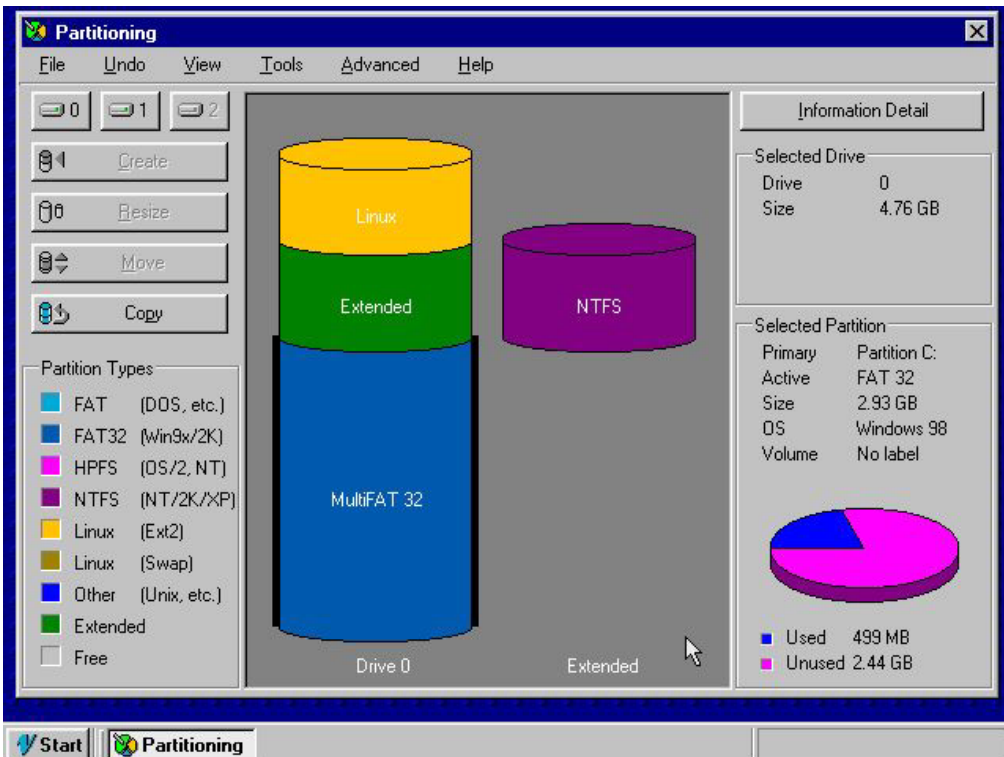 Partitioning
File Undo View Tools Advanced Help
0 1 2
Create
Resize
Move
Copy
Partition Types
FAT (DOS, etc.)
FAT32 (Win9x/2K)
HPFS (OS/2, NT)
NTFS (NT/2K/XP)
Linux (Ext2)
Linux (Swap)
Other (Unix, etc.)
Extended
Free
Linux
Extended
MultiFAT 32
Drive 0
NTFS
Extended
Information Detail
Selected Drive
Drive 0
Size 4.76 GB
Selected Partition
Primary Partition C:
Active FAT 32
Size 2.93 GB
OS Windows 98
Volume No label
Used 499 MB
Unused 2.44 GB
Start Partitioning